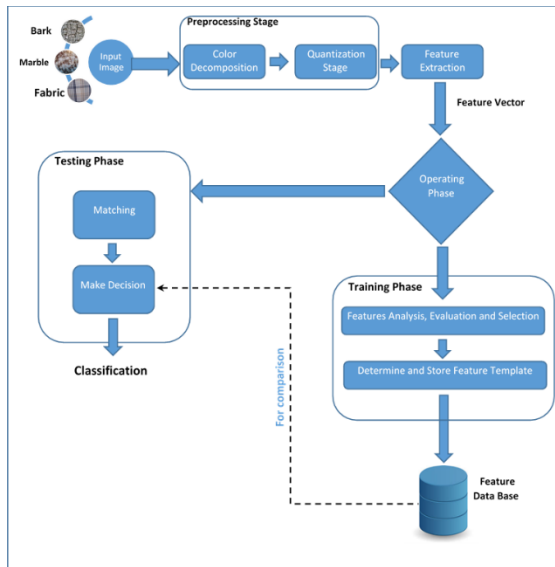 Preprocessing Stage
Bark
Marble
Fabric
Input
Image
Color
Decomposition
Quantization
Stage
Feature
Extraction
Feature Vector
Operating
Phase
Testing Phase
Matching
Make Decision
Classification
Training Phase
Features Analysis, Evaluation and Selection
Determine and Store Feature Template
For comparison
Feature
Data Base